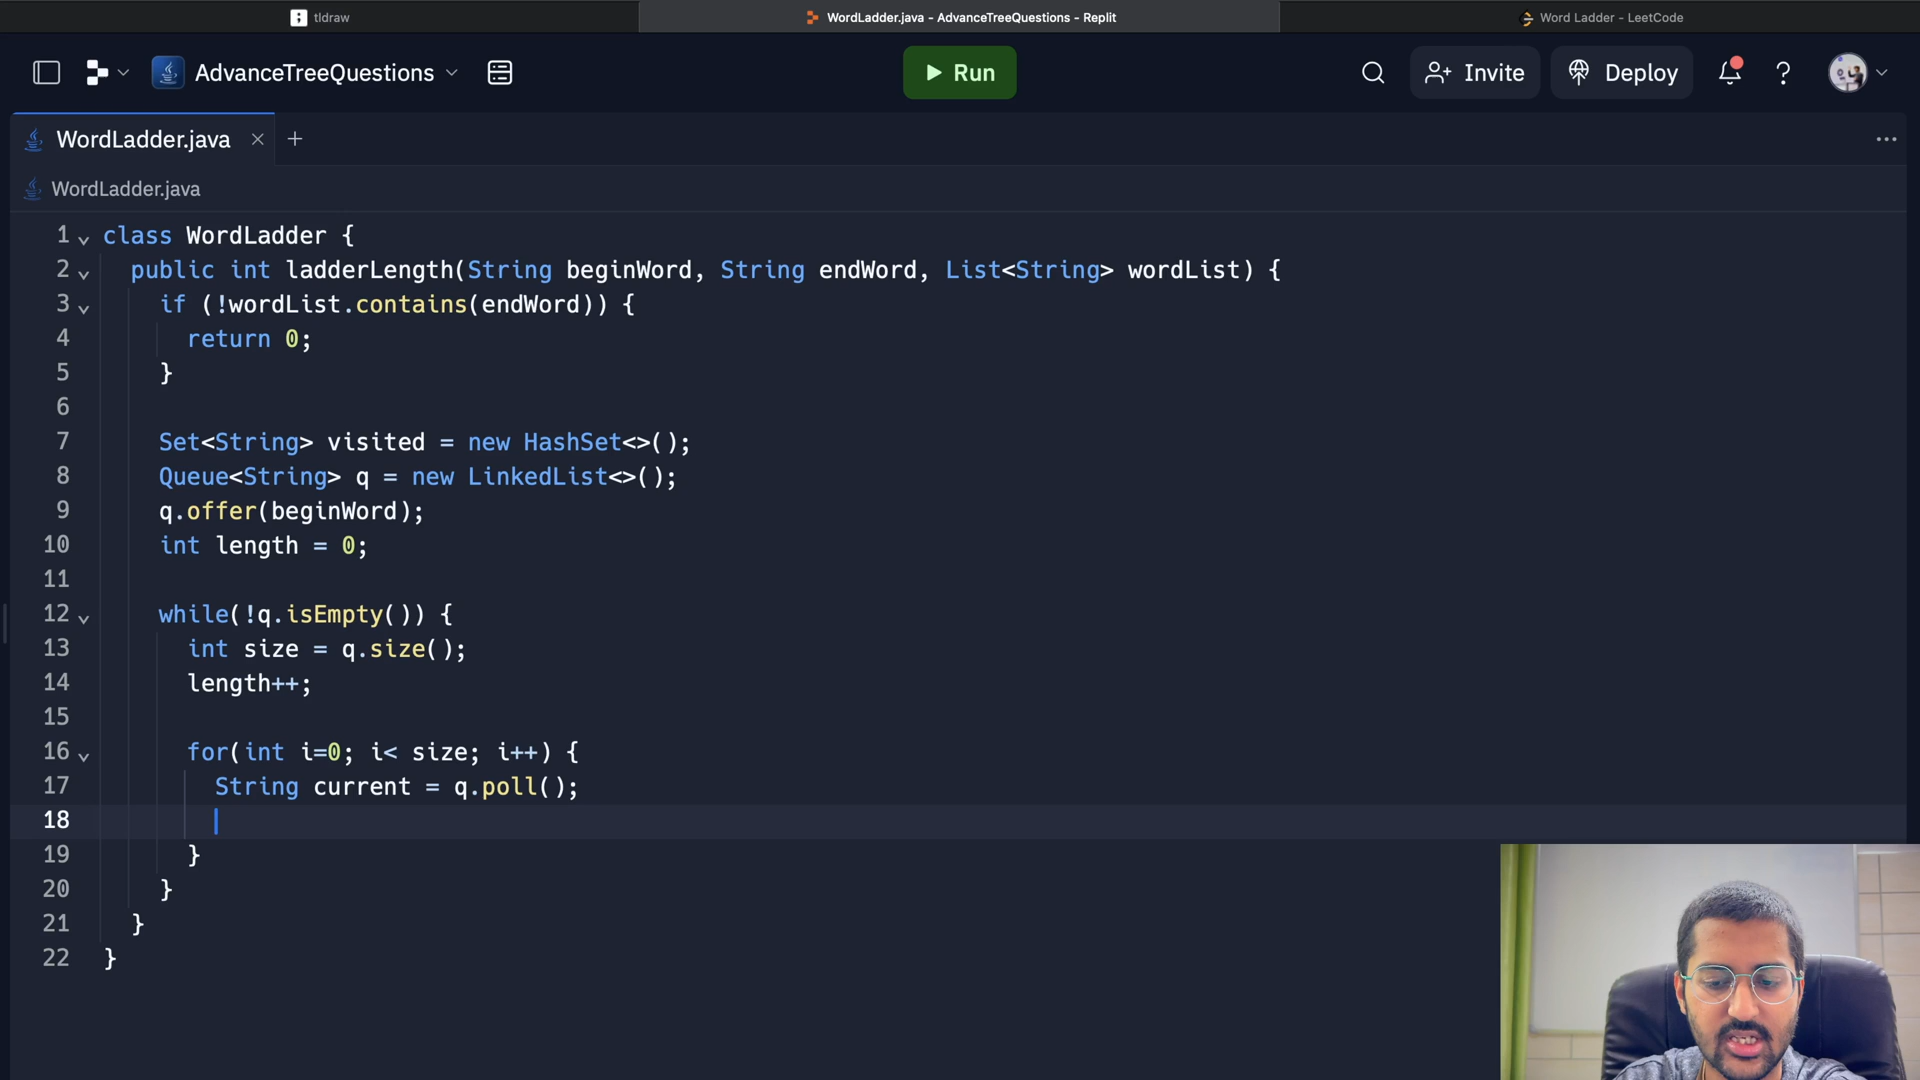 tldraw
WordLadder.java - AdvanceTreeQuestions - Replit
Word Ladder - LeetCode
AdvanceTreeQuestions
Run
Invite
Deploy
WordLadder.java
WordLadder.java
1 class WordLadder {
2 public int ladderLength(String beginWord, String endWord, List<String> wordList) {
3 if (!wordList.contains(endWord)) {
4 return 0;
5 }
6
7 Set<String> visited = new HashSet<>();
8 Queue<String> q = new LinkedList<>();
9 q.offer(beginWord);
10 int length = 0;
11
12 while(!q.isEmpty()) {
13 int size = q.size();
14 length++;
15
16 for(int i=0; i< size; i++) {
17 String current = q.poll();
18
19 }
20 }
21 }
22 }